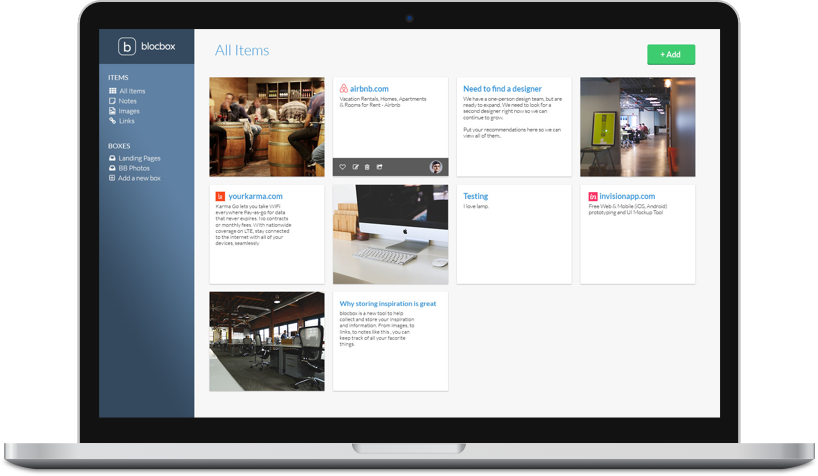 b blocbox
All Items
+ Add
ITEMS
All Items
Notes
Images
Links
BOXES
Landing Pages
BB Photos
Add a new box
airbnb.com
Vacation Rentals, Homes, Apartments
& Rooms for Rent - Airbnb
Need to find a designer
We have a one-person design team, but are
ready to expand. We need to look for a
second designer right now so we can
continue to grow.
Put your recommendations here so we can
view all of them..
yourkarma.com
Karma Go lets you take WiFi
everywhere Pay-as-go for data
that never expires. No contracts
or monthly fees. With nationwide
coverage on LTE, stay connected
to the internet with all of your
devices, seamlessly.
Testing
I love lamp.
in invisionapp.com
Free Web & Mobile (iOS, Android)
prototyping and UI Mockup Tool
Why storing inspiration is great
blocbox is a new tool to help
collect and store your inspiration
and information. From images, to
links, to notes like this , you can
keep track of all your favorite
things.